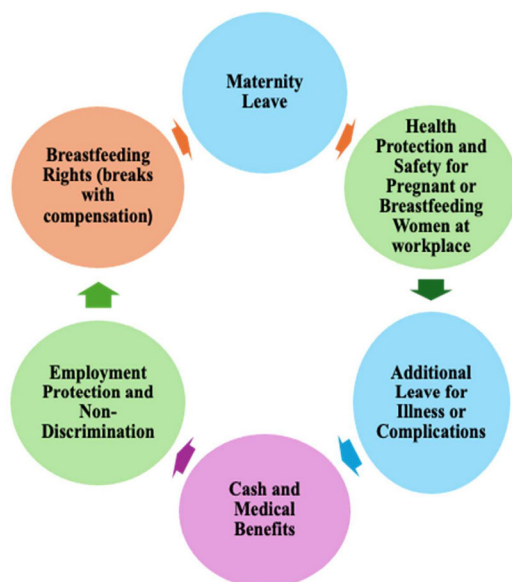 Maternity
Leave
Health
Protection and
Safety for
Pregnant or
Breastfeeding
Women at
workplace
Additional
Leave for
Illness or
Complications
Cash and
Medical
Benefits
Employment
Protection and
Non-
Discrimination
Breastfeeding
Rights (breaks
with
compensation)